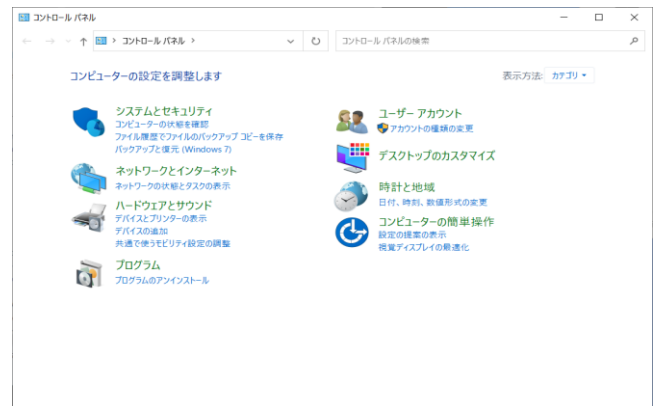 コントロール パネル
コントロール パネル
コントロール パネルの検索
コンピューターの設定を調整します
表示方法: カテゴリ
システムとセキュリティ
コンピューターの状態を確認
ファイル履歴でファイルのバックアップ コピーを保存
バックアップと復元 (Windows 7)
ネットワークとインターネット
ネットワークの状態とタスクの表示
ハードウェアとサウンド
デバイスとプリンターの表示
デバイスの追加
共通で使うモビリティ設定の調整
プログラム
プログラムのアンインストール
ユーザー アカウント
アカウントの種類の変更
デスクトップのカスタマイズ
時計と地域
日付、時刻、数値形式の変更
コンピューターの簡単操作
設定の提案の表示
視覚ディスプレイの最適化